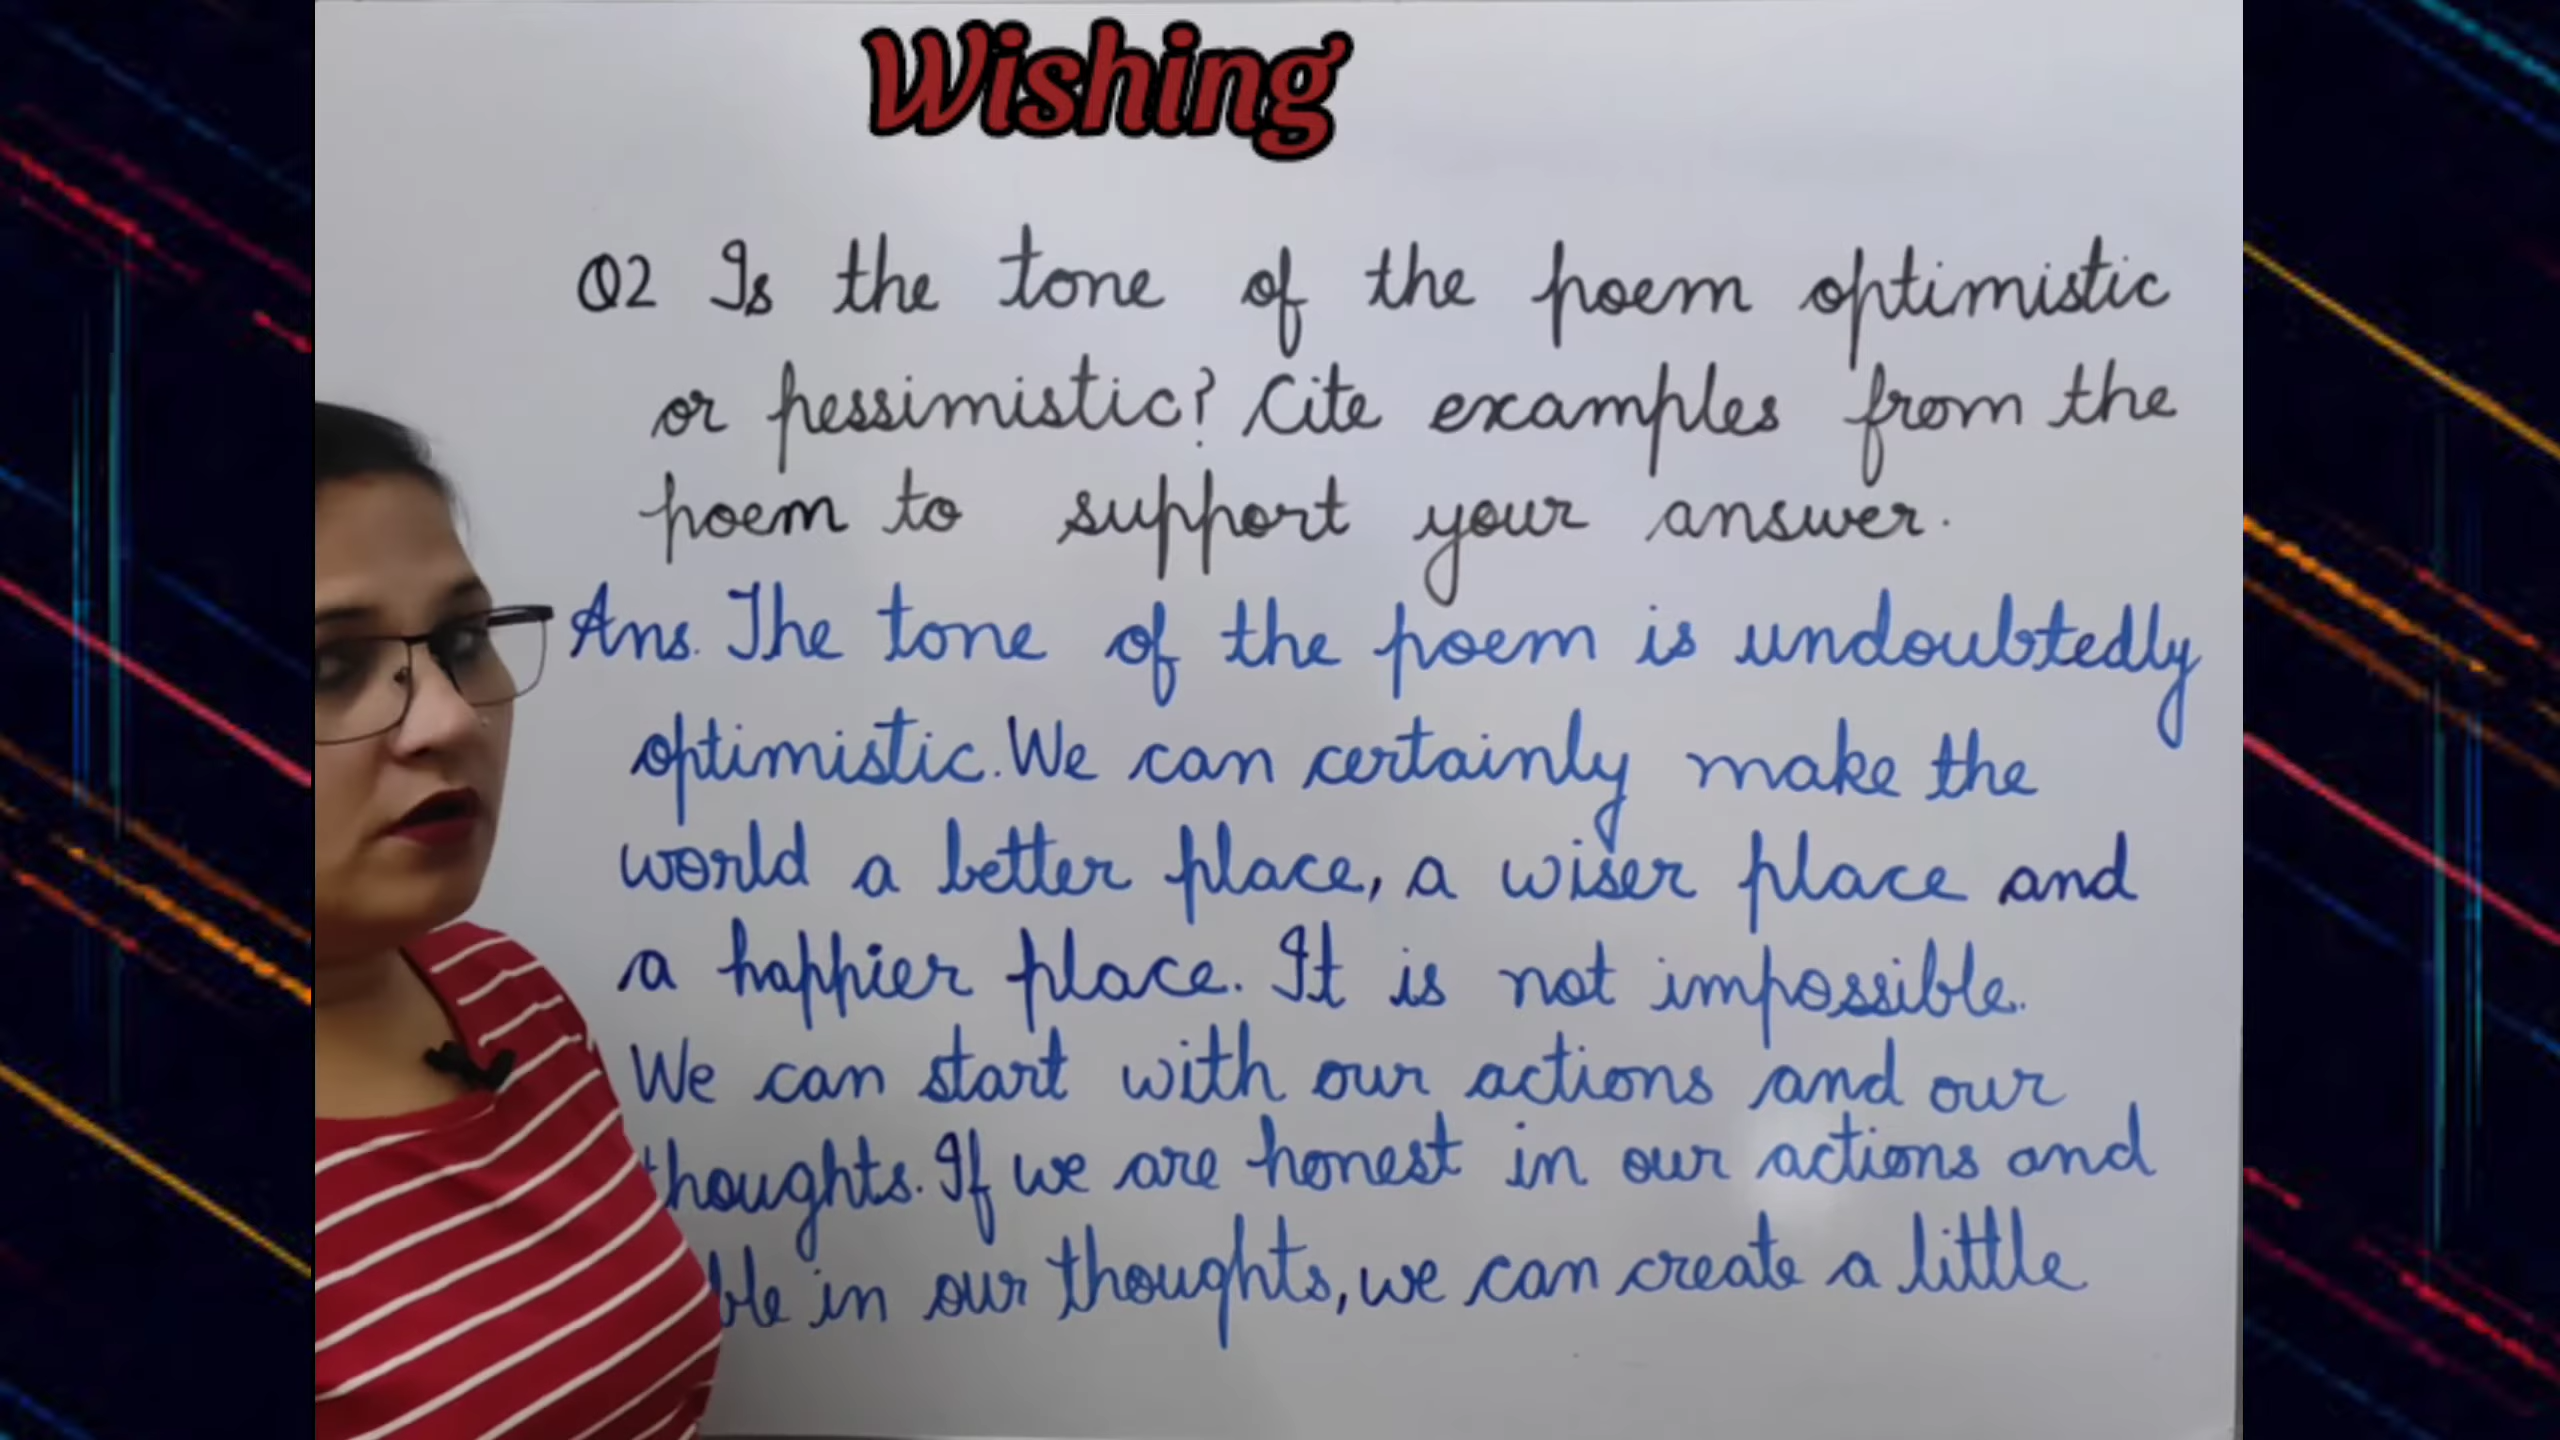 Wishing
Q2 Is the tone of the poem optimistic
or pessimistic? Cite examples from the
poem to support your answer.
Ans. The tone of the poem is undoubtedly
optimistic. We can certainly make the
world a better place, a wiser place and
a happier place. It is not impossible.
We can start with our actions and our
thoughts. If we are honest in our actions and
in our thoughts, we can create a little